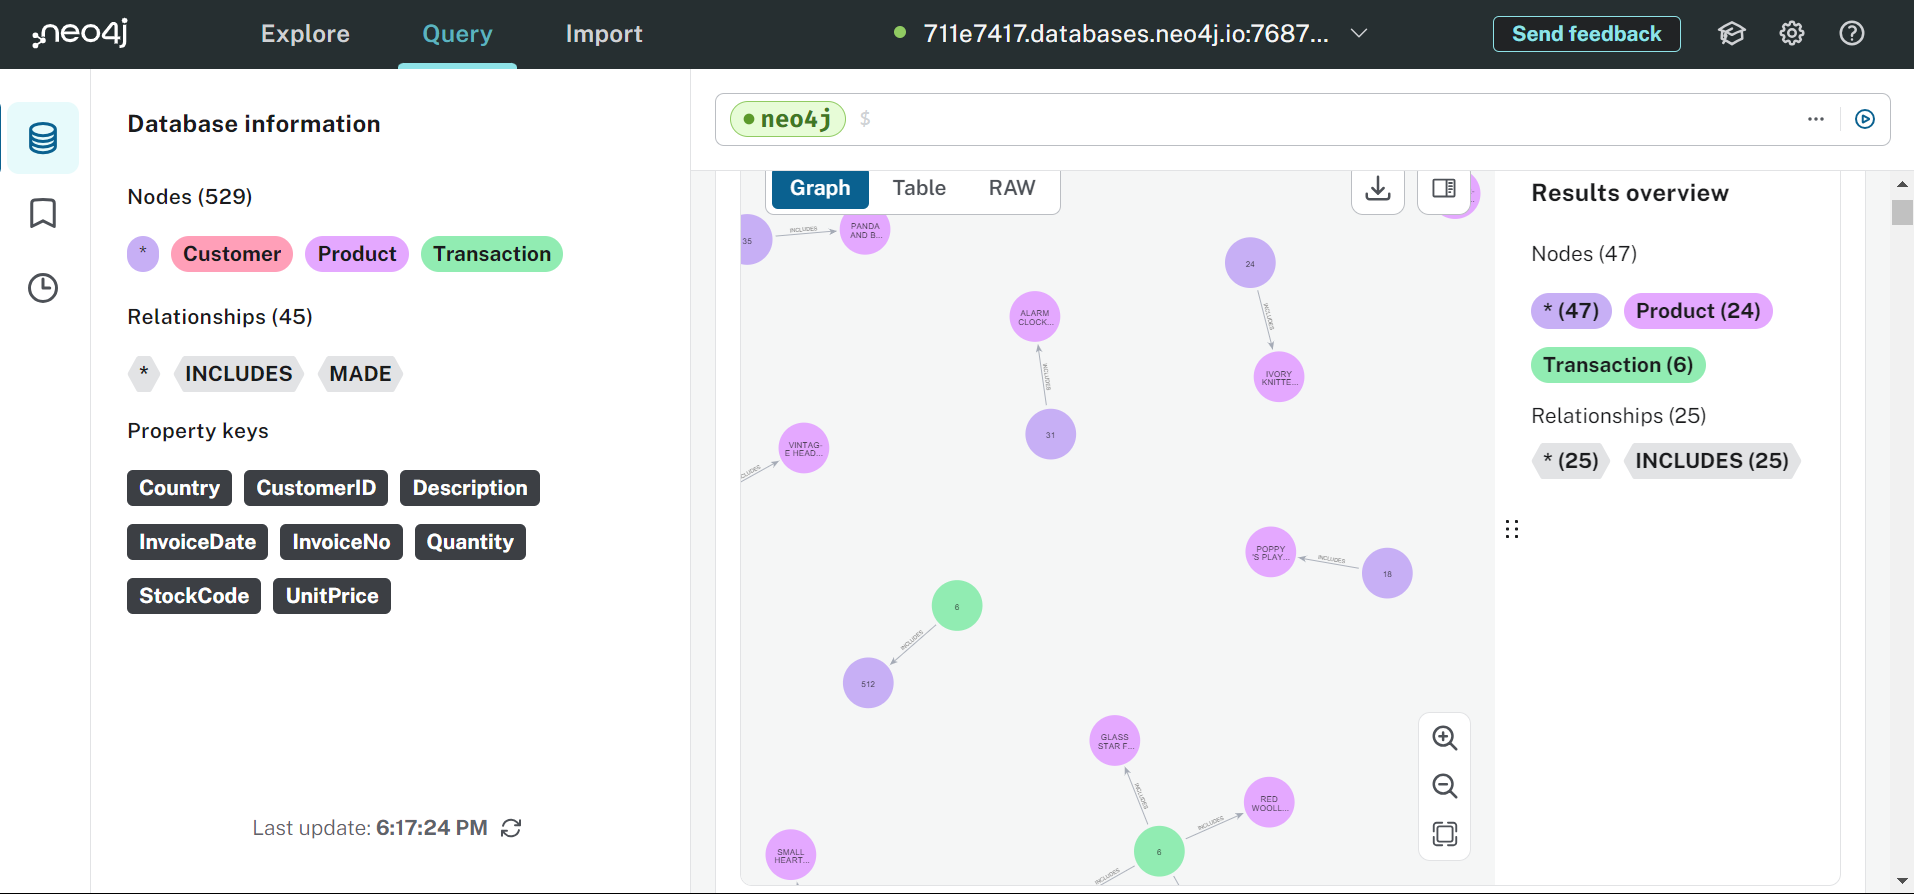 neo4j
Explore
Query
Import
711e7417.databases.neo4j.io:7687...
Send feedback
Database information
Nodes (529)
* Customer Product Transaction
Relationships (45)
* INCLUDES MADE
Property keys
Country CustomerID Description
InvoiceDate InvoiceNo Quantity
StockCode UnitPrice
Last update: 6:17:24 PM
neo4j $
Graph Table RAW
35
INCLUDES
PANDA
AND B...
24
INCLUDES
IVORY
KNITTE...
ALARM
CLOCK...
INCLUDES
31
VINTAG-
E HEAD...
POPPY
'S PLAY...
INCLUDES
18
6
INCLUDES
512
GLASS
STAR F...
INCLUDES
RED
WOOLL...
INCLUDES
6
INCLUDES
SMALL
HEART...
Results overview
Nodes (47)
* (47) Product (24)
Transaction (6)
Relationships (25)
* (25) INCLUDES (25)